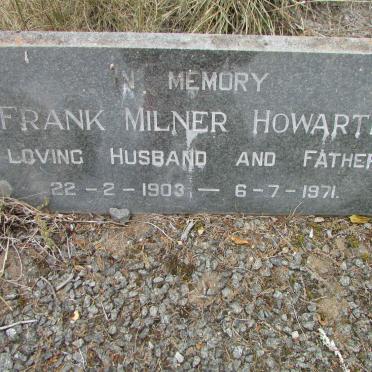 IN MEMORY
FRANK MILNER HOWARTH
LOVING HUSBAND AND FATHER
22-2-1903 — 6-7-1971.